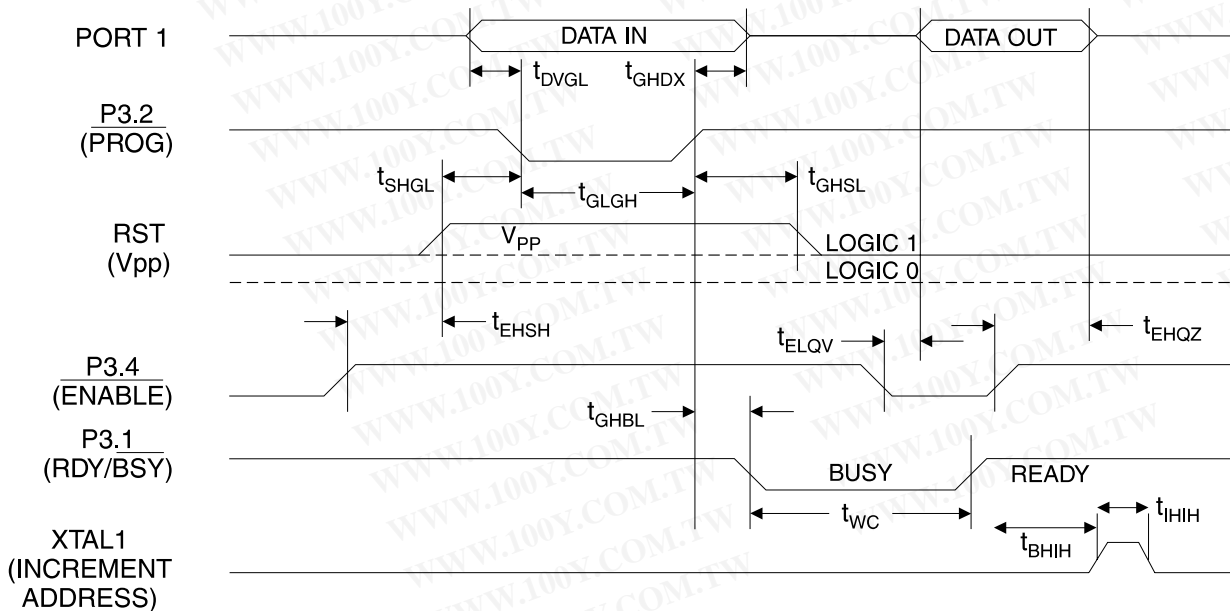 PORT 1
DATA IN
DATA OUT
tDVGL
tGHDX
P3.2
(PROG)
tSHGL
tGLGH
tGHSL
RST
(Vpp)
VPP
LOGIC 1
LOGIC 0
tEHSH
tELQV
tEHQZ
P3.4
(ENABLE)
tGHBL
P3.1
(RDY/BSY)
BUSY
READY
tWC
tIHIH
tBHIH
XTAL1
(INCREMENT
ADDRESS)
WWW.100Y.COM.TW